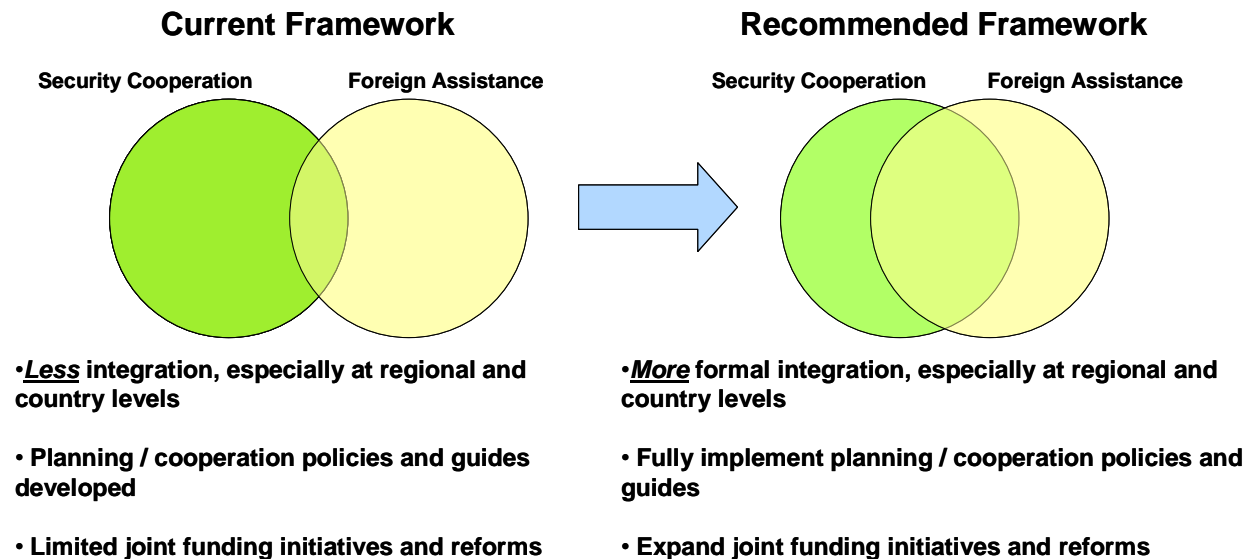 Current Framework
Security Cooperation Foreign Assistance
•Less integration, especially at regional and
country levels
• Planning / cooperation policies and guides
developed
• Limited joint funding initiatives and reforms
Recommended Framework
Security Cooperation Foreign Assistance
•More formal integration, especially at regional and
country levels
• Fully implement planning / cooperation policies and
guides
• Expand joint funding initiatives and reforms